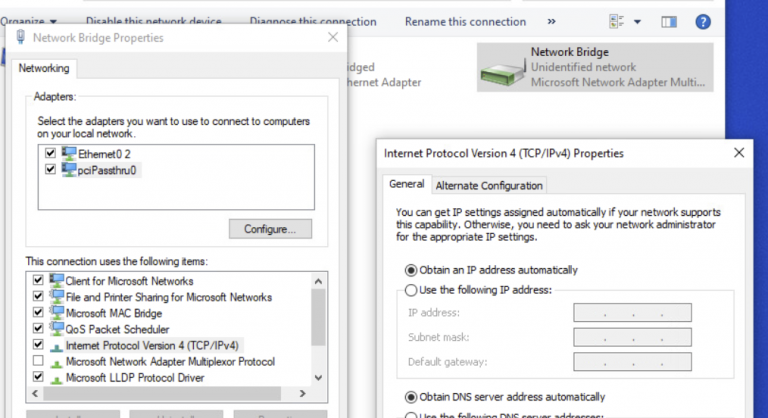 Organize Disable this network device Diagnose this connection Rename this connection »
Network Bridge Properties
Networking
Adapters:
Select the adapters you want to use to connect to computers
on your local network.
Ethernet0 2
pciPassthru0
Configure...
This connection uses the following items:
Client for Microsoft Networks
File and Printer Sharing for Microsoft Networks
Microsoft MAC Bridge
QoS Packet Scheduler
Internet Protocol Version 4 (TCP/IPv4)
Microsoft Network Adapter Multiplexor Protocol
Microsoft LLDP Protocol Driver
Network Bridge
Unidentified network
Microsoft Network Adapter Multi...
Internet Protocol Version 4 (TCP/IPv4) Properties
General Alternate Configuration
You can get IP settings assigned automatically if your network supports
this capability. Otherwise, you need to ask your network administrator
for the appropriate IP settings.
Obtain an IP address automatically
Use the following IP address:
IP address:
Subnet mask:
Default gateway:
Obtain DNS server address automatically
Use the following DNS server addresses: